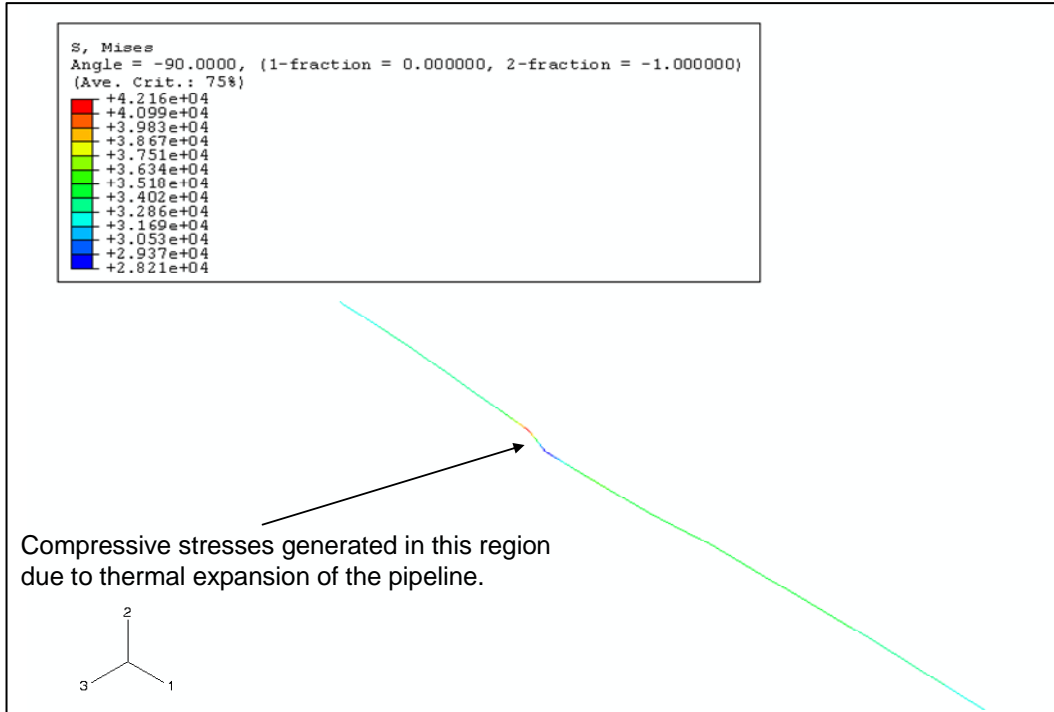 S, Mises
Angle = -90.0000, (1-fraction = 0.000000, 2-fraction = -1.000000)
(Ave. Crit.: 75%)
+4.216e+04
+4.099e+04
+3.983e+04
+3.867e+04
+3.751e+04
+3.634e+04
+3.518e+04
+3.402e+04
+3.286e+04
+3.169e+04
+3.053e+04
+2.937e+04
+2.821e+04
Compressive stresses generated in this region
due to thermal expansion of the pipeline.
2
3
1